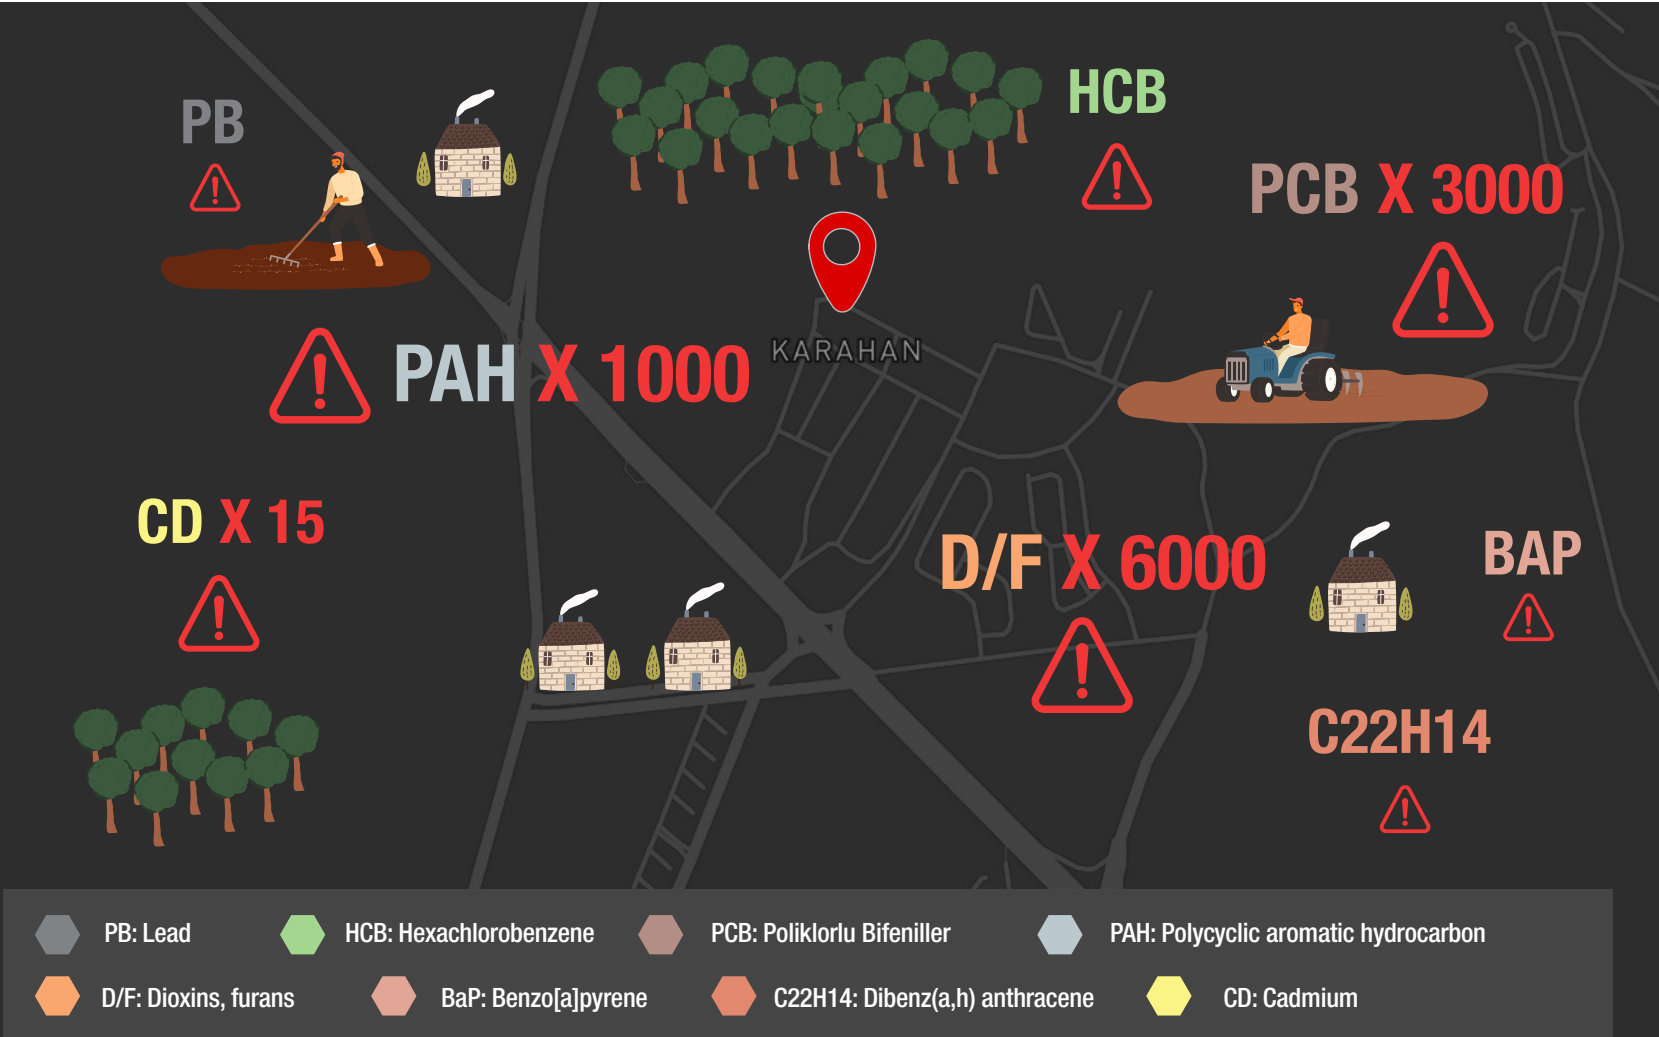 PB
HCB
PCB X 3000
PAH X 1000
KARAHAN
CD X 15
D/F X 6000
BAP
C22H14
PB: Lead
HCB: Hexachlorobenzene
PCB: Poliklorlu Bifeniller
PAH: Polycyclic aromatic hydrocarbon
D/F: Dioxins, furans
BaP: Benzo[a]pyrene
C22H14: Dibenz(a,h) anthracene
CD: Cadmium